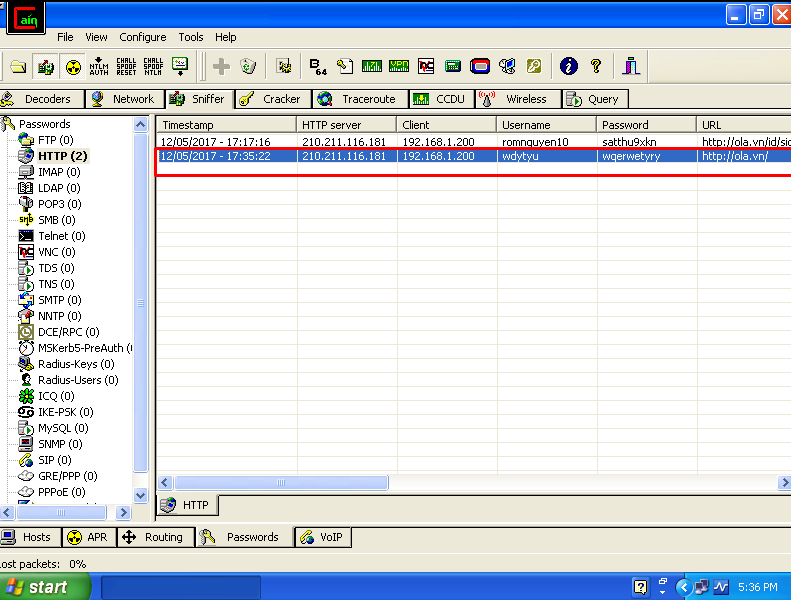 Cain
File View Configure Tools Help
NTLM AUTH CHALL SPOOF RESET CHALL SPOOF NTLM B64
Decoders Network Sniffer Cracker Traceroute CCDU Wireless Query
Passwords
FTP (0)
HTTP (2)
IMAP (0)
LDAP (0)
POP3 (0)
SMB (0)
Telnet (0)
VNC (0)
TDS (0)
TNS (0)
SMTP (0)
NNTP (0)
DCE/RPC (0)
MSKerb5-PreAuth (
Radius-Keys (0)
Radius-Users (0)
ICQ (0)
IKE-PSK (0)
MySQL (0)
SNMP (0)
SIP (0)
GRE/PPP (0)
PPPoE (0)
Timestamp HTTP server Client Username Password URL
12/05/2017 - 17:17:16 210.211.116.181 192.168.1.200 romnguyen10 satthu9xkn http://ola.vn/id/sig
12/05/2017 - 17:35:22 210.211.116.181 192.168.1.200 wdytyu wqerwetyry http://ola.vn/
HTTP
Hosts APR Routing Passwords VoIP
ost packets: 0%
start 5:36 PM